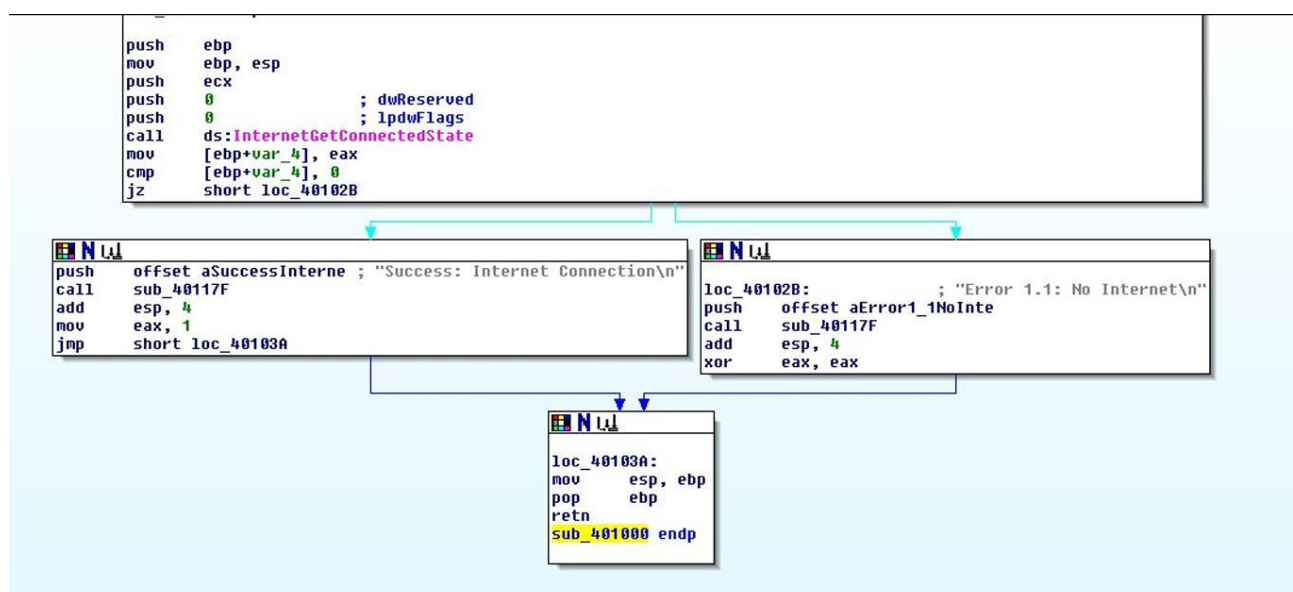 push ebp
mov ebp, esp
push ecx
push 0 ; dwReserved
push 0 ; lpdwFlags
call ds:InternetGetConnectedState
mov [ebp+var_4], eax
cmp [ebp+var_4], 0
jz short loc_40102B
push offset aSuccessInterne ; "Success: Internet Connection\n"
call sub_40117F
add esp, 4
mov eax, 1
jmp short loc_40103A
loc_40102B: ; "Error 1.1: No Internet\n"
push offset aError1_1NoInte
call sub_40117F
add esp, 4
xor eax, eax
loc_40103A:
mov esp, ebp
pop ebp
retn
sub_401000 endp